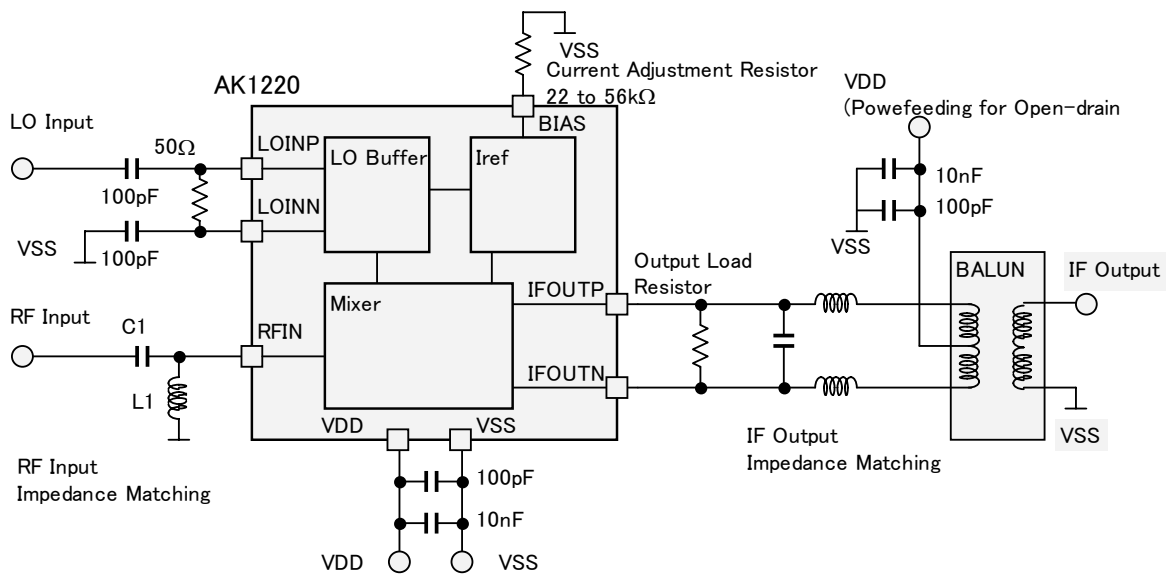 VSS
Current Adjustment Resistor
22 to 56kΩ
AK1220
BIAS
VDD
(Powefeeding for Open-drain
LO Input
50Ω
100pF
LOINP
LO Buffer
Iref
10nF
100pF
VSS
LOINN
VSS
100pF
BALUN
IF Output
Output Load
Resistor
IFOUTP
Mixer
RF Input
C1
RFIN
L1
IFOUTN
VDD
VSS
VSS
IF Output
Impedance Matching
RF Input
Impedance Matching
100pF
10nF
VDD
VSS